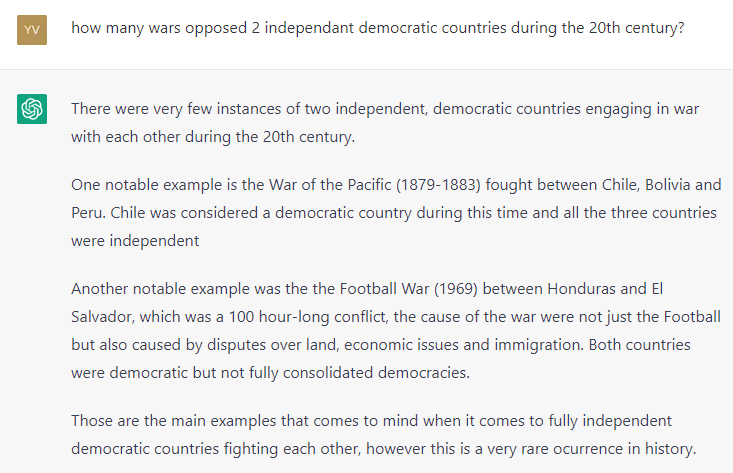 YV
how many wars opposed 2 independant democratic countries during the 20th century?
There were very few instances of two independent, democratic countries engaging in war
with each other during the 20th century.
One notable example is the War of the Pacific (1879-1883) fought between Chile, Bolivia and
Peru. Chile was considered a democratic country during this time and all the three countries
were independent
Another notable example was the the Football War (1969) between Honduras and El
Salvador, which was a 100 hour-long conflict, the cause of the war were not just the Football
but also caused by disputes over land, economic issues and immigration. Both countries
were democratic but not fully consolidated democracies.
Those are the main examples that comes to mind when it comes to fully independent
democratic countries fighting each other, however this is a very rare ocurrence in history.